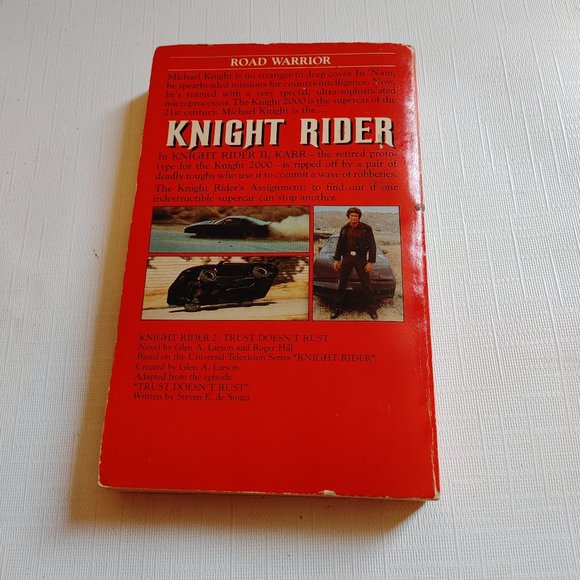 ROAD WARRIOR
Michael Knight is no stranger to deep cover. In 'Nam,
he spearheaded missions for counter intelligence. Now,
he's teamed with a very special, ultra-sophisticated
microprocessor. The Knight 2000 is the supercar of the
21st century. Michael Knight is the...
KNIGHT RIDER
In KNIGHT RIDER II, KARR—the retired proto-
type for the Knight 2000—is ripped off by a pair of
deadly toughs who use it to commit a wave of robberies.
The Knight Rider's Assignment: to find out if one
indestructible supercar can stop another.
KNIGHT RIDER 2: TRUST DOESN'T RUST
Novel by Glen A. Larson and Roger Hill
Based on the Universal Television Series "KNIGHT RIDER"
Created by Glen A. Larson
Adapted from the episode
"TRUST DOESN'T RUST"
Written by Steven E. de Souza